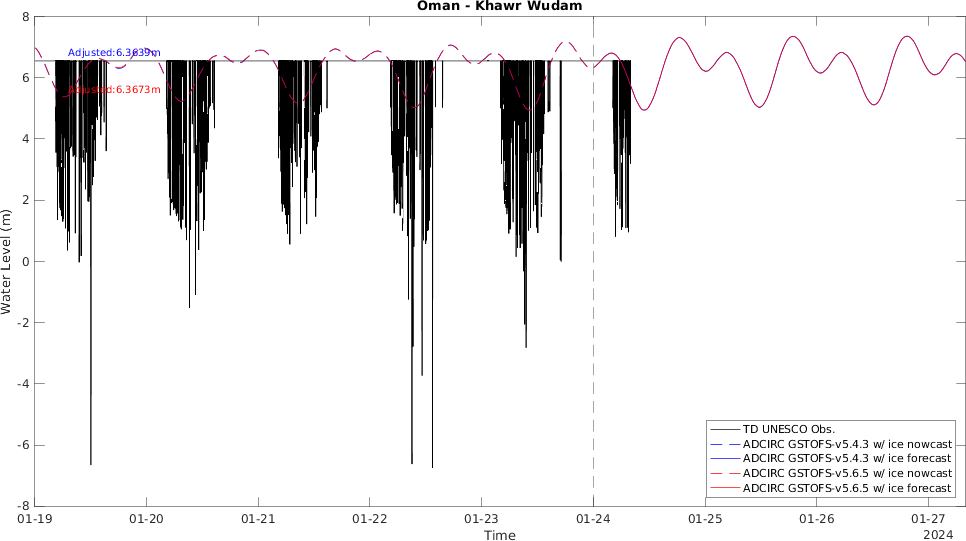 Oman - Khawr Wudam
Water Level (m)
8
6
4
2
0
-2
-4
-6
-8
Adjusted:6.3639m
Adjusted:6.3673m
TD UNESCO Obs.
ADCIRC GSTOFS-v5.4.3 w/ ice nowcast
ADCIRC GSTOFS-v5.4.3 w/ ice forecast
ADCIRC GSTOFS-v5.6.5 w/ ice nowcast
ADCIRC GSTOFS-v5.6.5 w/ ice forecast
01-19 01-20 01-21 01-22 01-23 01-24 01-25 01-26 01-27
Time
2024